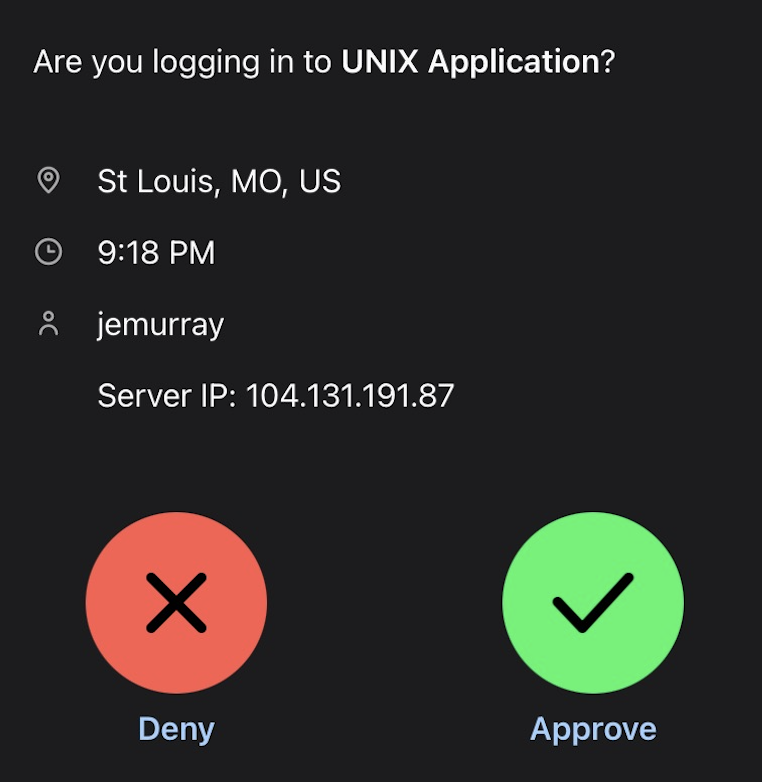 Are you logging in to UNIX Application?
St Louis, MO, US
9:18 PM
jemurray
Server IP: 104.131.191.87
Deny
Approve